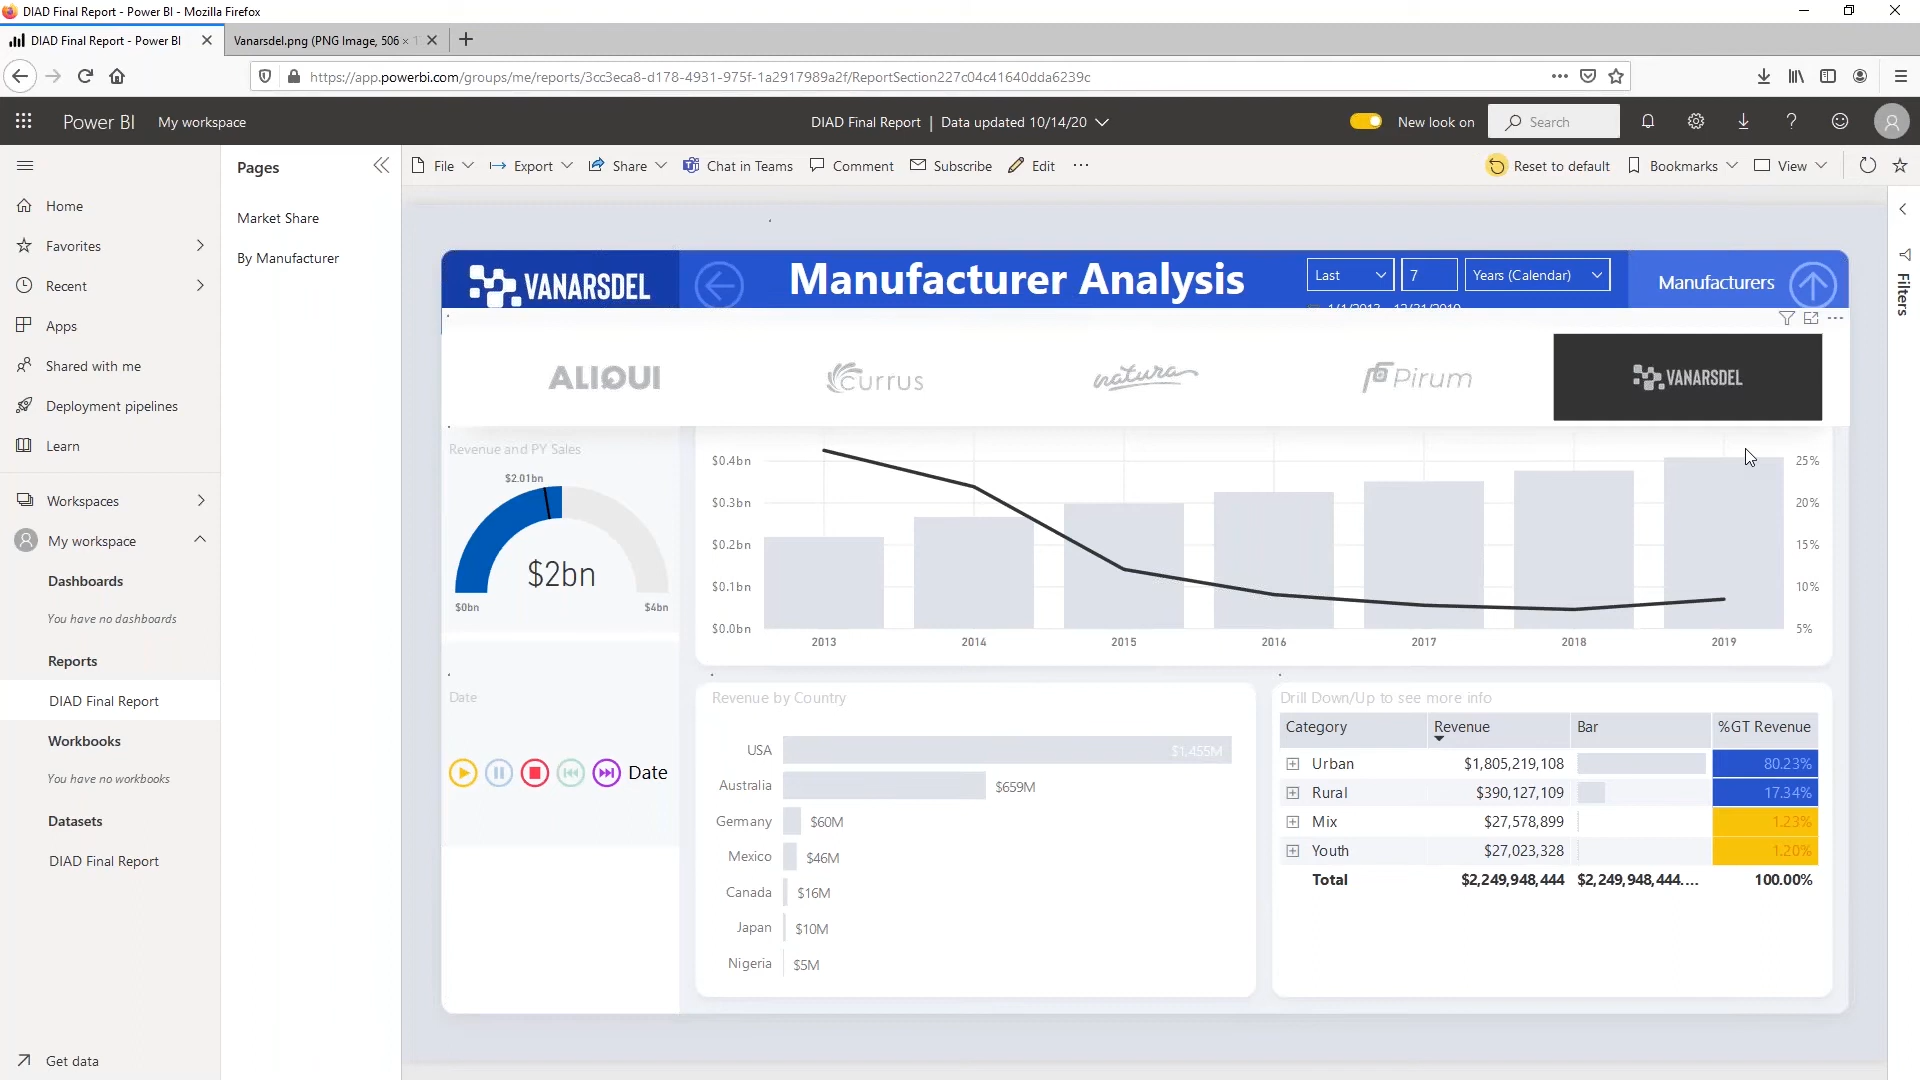 DIAD Final Report - Power BI - Mozilla Firefox
DIAD Final Report - Power BI
Vanarsdel.png (PNG Image, 506 ×
https://app.powerbi.com/groups/me/reports/3cc3eca8-d178-4931-975f-1a2917989a2f/ReportSection227c04c41640dda6239c
Power BI My workspace
DIAD Final Report | Data updated 10/14/20
New look on
Search
Pages
File Export Share Chat in Teams Comment Subscribe Edit
Reset to default Bookmarks View
Home
Favorites
Recent
Apps
Shared with me
Deployment pipelines
Learn
Workspaces
My workspace
Dashboards
You have no dashboards
Reports
DIAD Final Report
Workbooks
You have no workbooks
Datasets
DIAD Final Report
Get data
Market Share
By Manufacturer
VANARSDEL
Manufacturer Analysis
Last 7 Years (Calendar)
1/1/2013 - 12/31/2019
Manufacturers
Filters
ALIQUI Currus natura Pirum VANARSDEL
Revenue and PY Sales
$2.01bn
$2bn
$0bn $4bn
$0.4bn 25%
$0.3bn 20%
$0.2bn 15%
$0.1bn 10%
$0.0bn 5%
2013 2014 2015 2016 2017 2018 2019
Date
Date
Revenue by Country
USA $1,455M
Australia $659M
Germany $60M
Mexico $46M
Canada $16M
Japan $10M
Nigeria $5M
Drill Down/Up to see more info
Category Revenue Bar %GT Revenue
Urban $1,805,219,108 80.23%
Rural $390,127,109 17.34%
Mix $27,578,899 1.23%
Youth $27,023,328 1.20%
Total $2,249,948,444 $2,249,948,444.... 100.00%